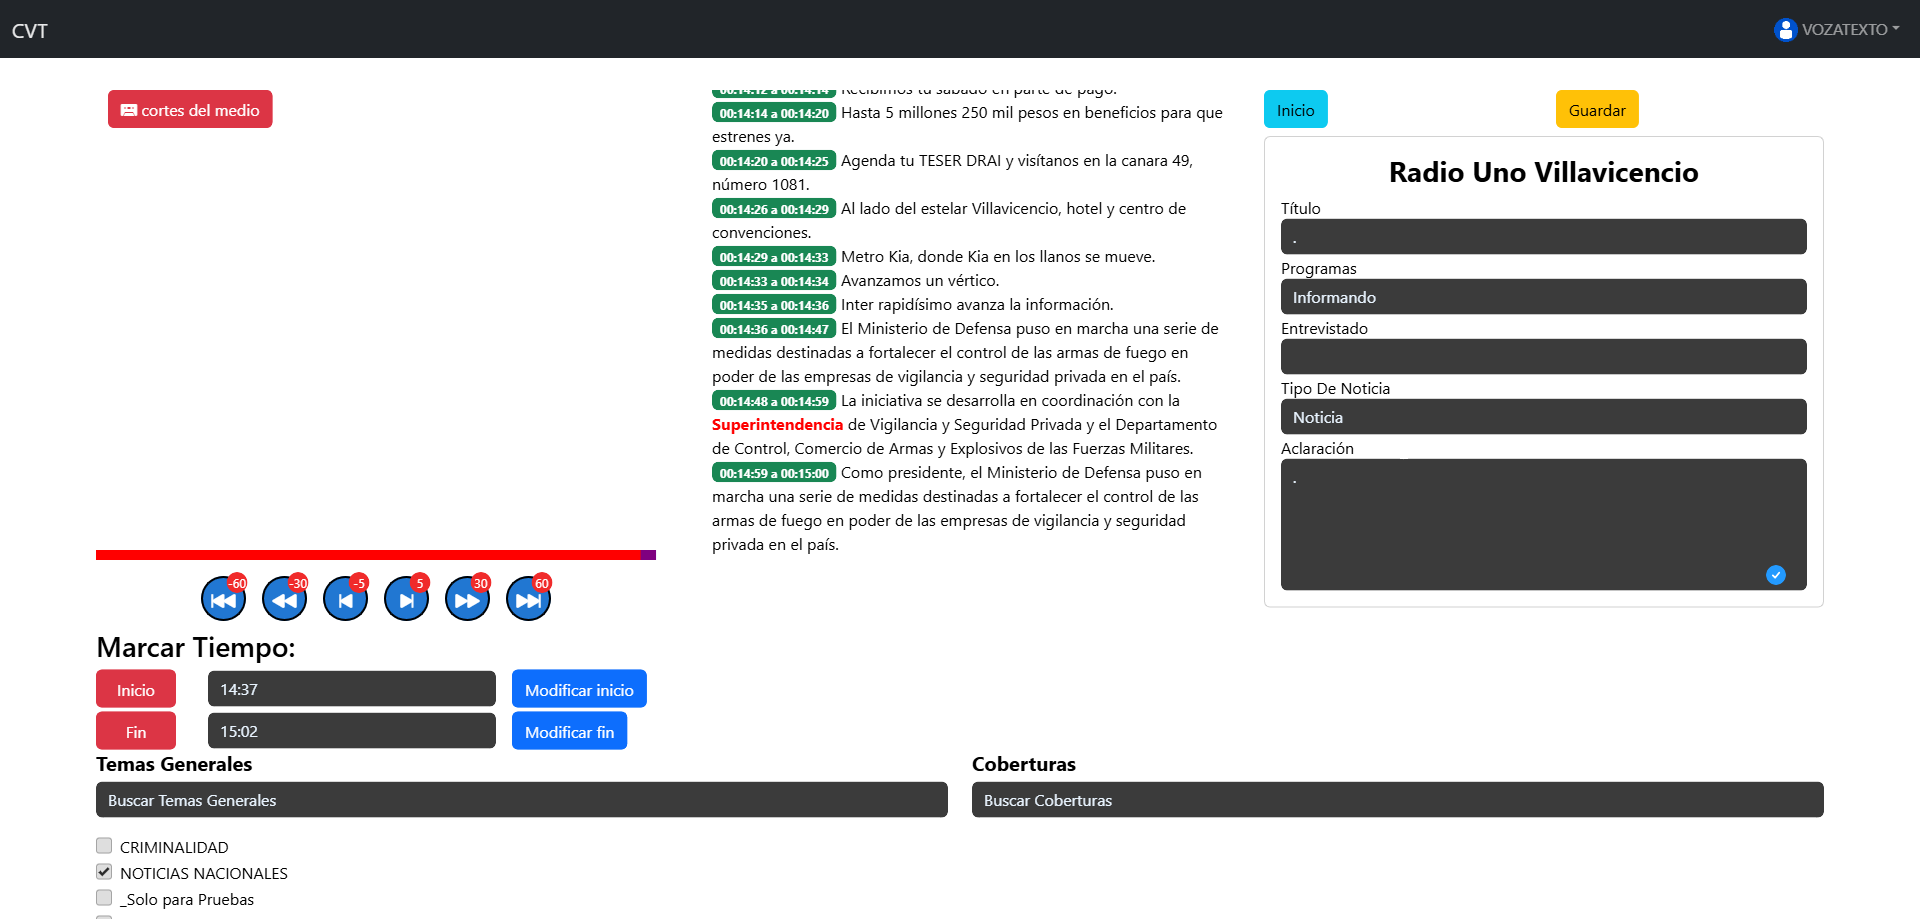 CVT
VOZATEXTO
cortes del medio
00:14:12 a 00:14:14 Recibimos tu sábado en parte de pago.
00:14:14 a 00:14:20 Hasta 5 millones 250 mil pesos en beneficios para que
estrenes ya.
00:14:20 a 00:14:25 Agenda tu TESER DRAI y visítanos en la canara 49,
número 1081.
00:14:26 a 00:14:29 Al lado del estelar Villavicencio, hotel y centro de
convenciones.
00:14:29 a 00:14:33 Metro Kia, donde Kia en los llanos se mueve.
00:14:33 a 00:14:34 Avanzamos un vértico.
00:14:35 a 00:14:36 Inter rapidísimo avanza la información.
00:14:36 a 00:14:47 El Ministerio de Defensa puso en marcha una serie de
medidas destinadas a fortalecer el control de las armas de fuego en
poder de las empresas de vigilancia y seguridad privada en el país.
00:14:48 a 00:14:59 La iniciativa se desarrolla en coordinación con la
Superintendencia de Vigilancia y Seguridad Privada y el Departamento
de Control, Comercio de Armas y Explosivos de las Fuerzas Militares.
00:14:59 a 00:15:00 Como presidente, el Ministerio de Defensa puso en
marcha una serie de medidas destinadas a fortalecer el control de las
armas de fuego en poder de las empresas de vigilancia y seguridad
privada en el país.
Inicio
Guardar
Radio Uno Villavicencio
Título
.
Programas
Informando
Entrevistado
Tipo De Noticia
Noticia
Aclaración
.
-60 -30 -5 5 30 60
Marcar Tiempo:
Inicio 14:37 Modificar inicio
Fin 15:02 Modificar fin
Temas Generales
Buscar Temas Generales
CRIMINALIDAD
NOTICIAS NACIONALES
_Solo para Pruebas
Coberturas
Buscar Coberturas